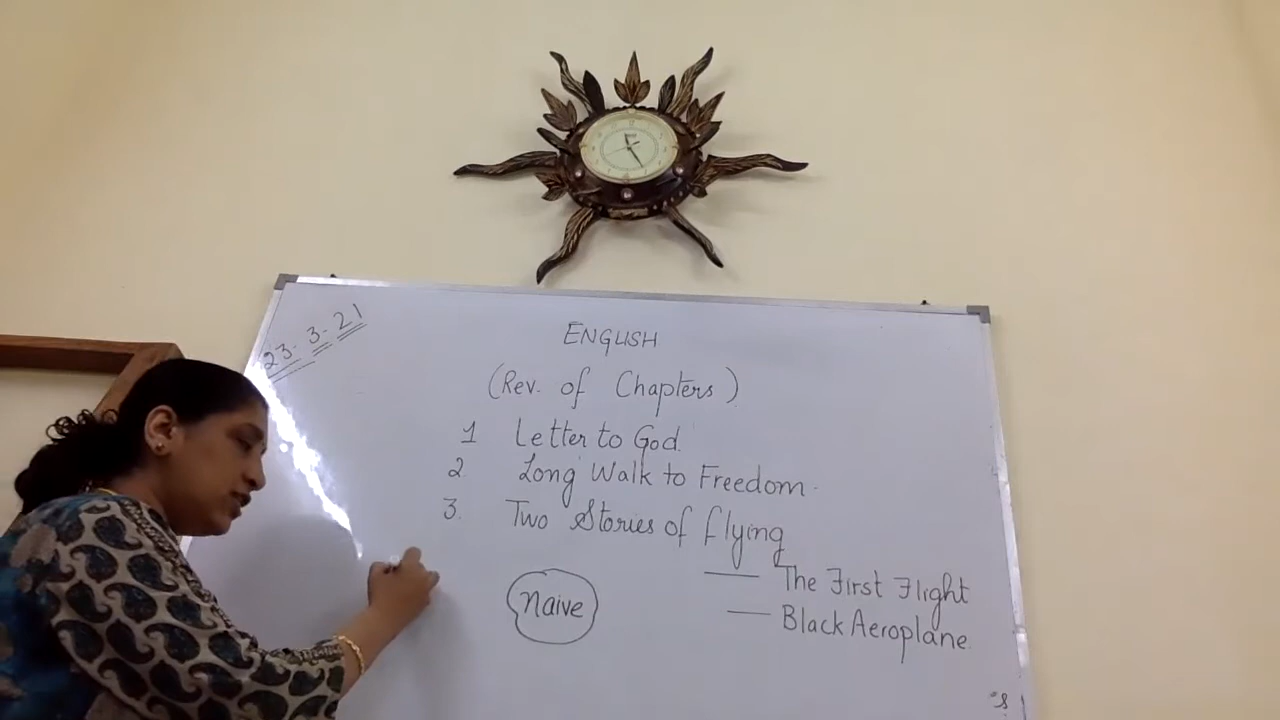 23.3.21
ENGLISH
(Rev. of Chapters)
1 Letter to God.
2. Long Walk to Freedom.
3. Two Stories of flying
— The First Flight
— Black Aeroplane.
Naive